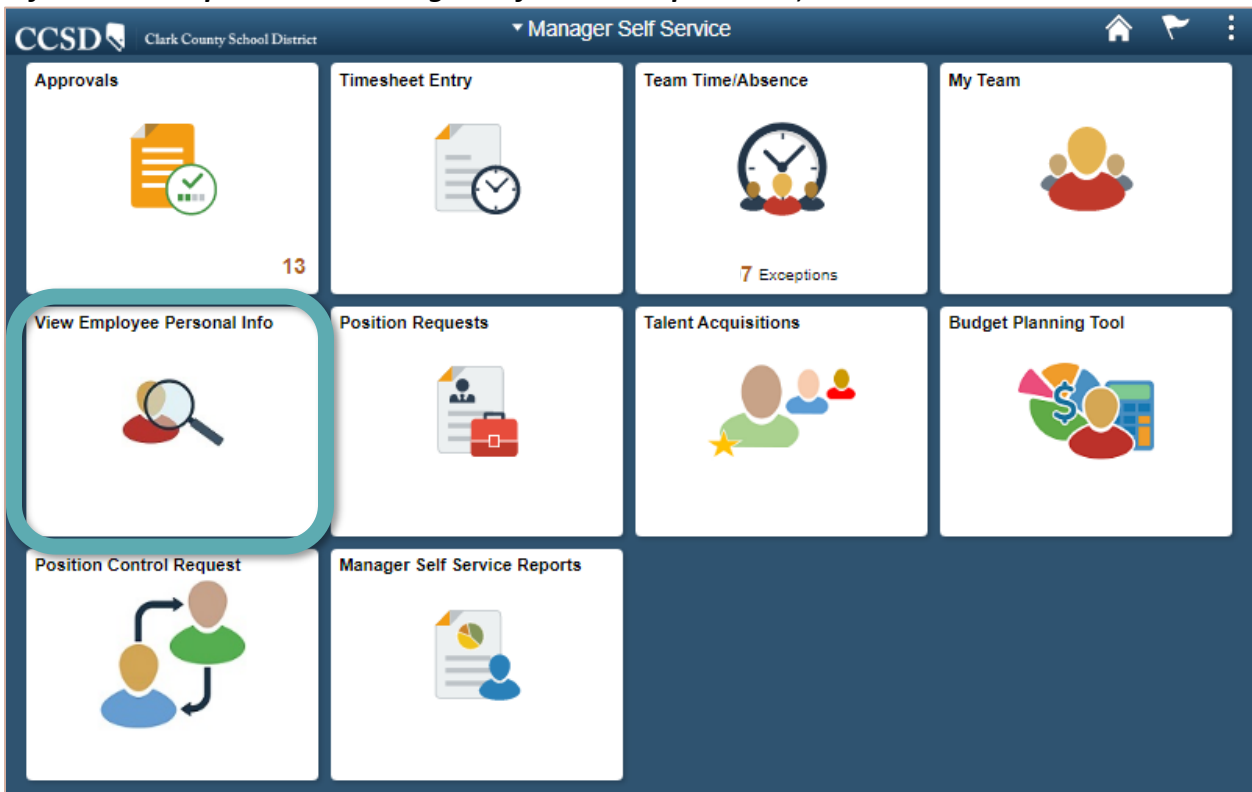 CCSD Clark County School District
Manager Self Service
Approvals
Timesheet Entry
Team Time/Absence
My Team
13
7 Exceptions
View Employee Personal Info
Position Requests
Talent Acquisitions
Budget Planning Tool
$
Position Control Request
Manager Self Service Reports